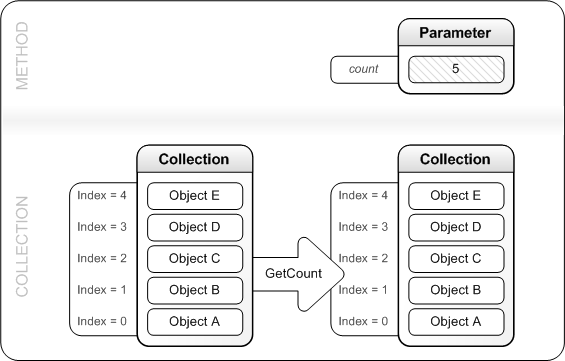 METHOD
Parameter
count
5
COLLECTION
Collection
Index = 4
Object E
Index = 3
Object D
Index = 2
Object C
Index = 1
Object B
Index = 0
Object A
GetCount
Collection
Index = 4
Object E
Index = 3
Object D
Index = 2
Object C
Index = 1
Object B
Index = 0
Object A